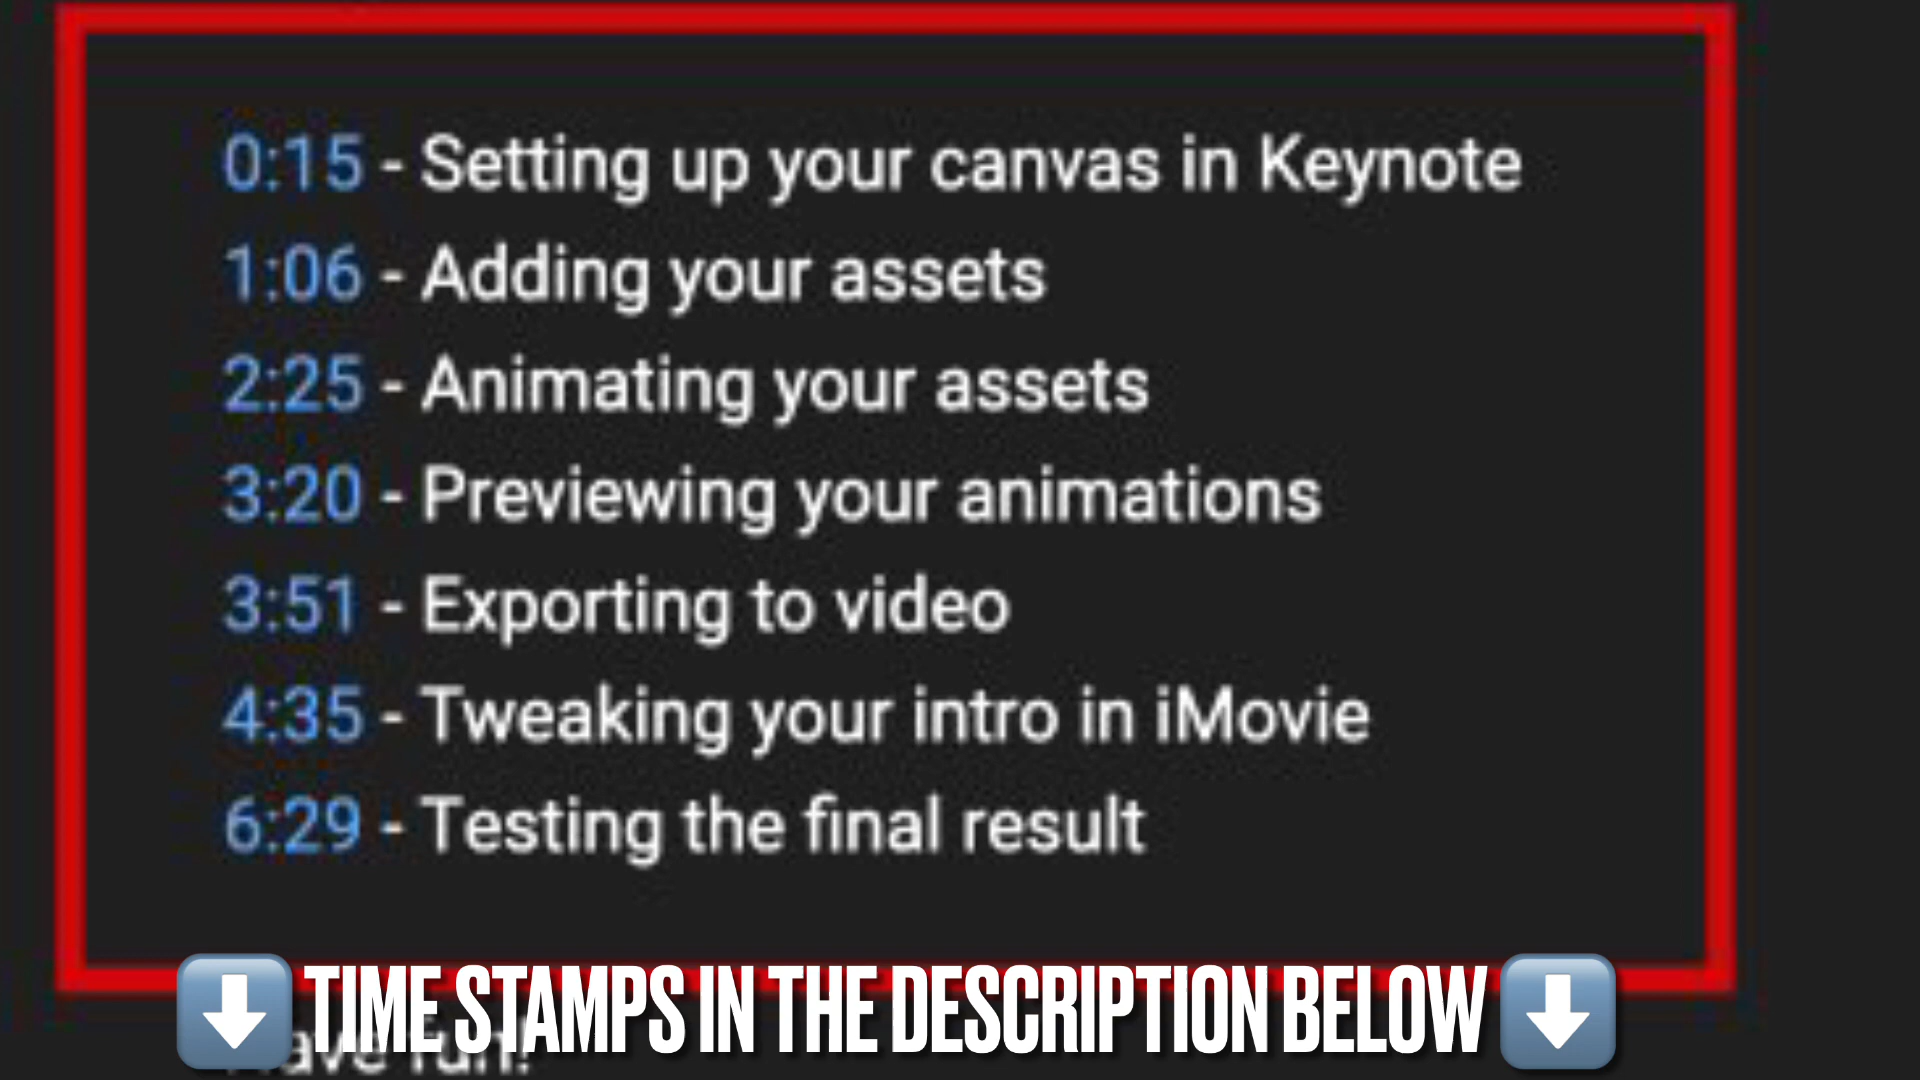 0:15 - Setting up your canvas in Keynote
1:06 - Adding your assets
2:25 - Animating your assets
3:20 - Previewing your animations
3:51 - Exporting to video
4:35 - Tweaking your intro in iMovie
6:29 - Testing the final result
TIME STAMPS IN THE DESCRIPTION BELOW
fun!